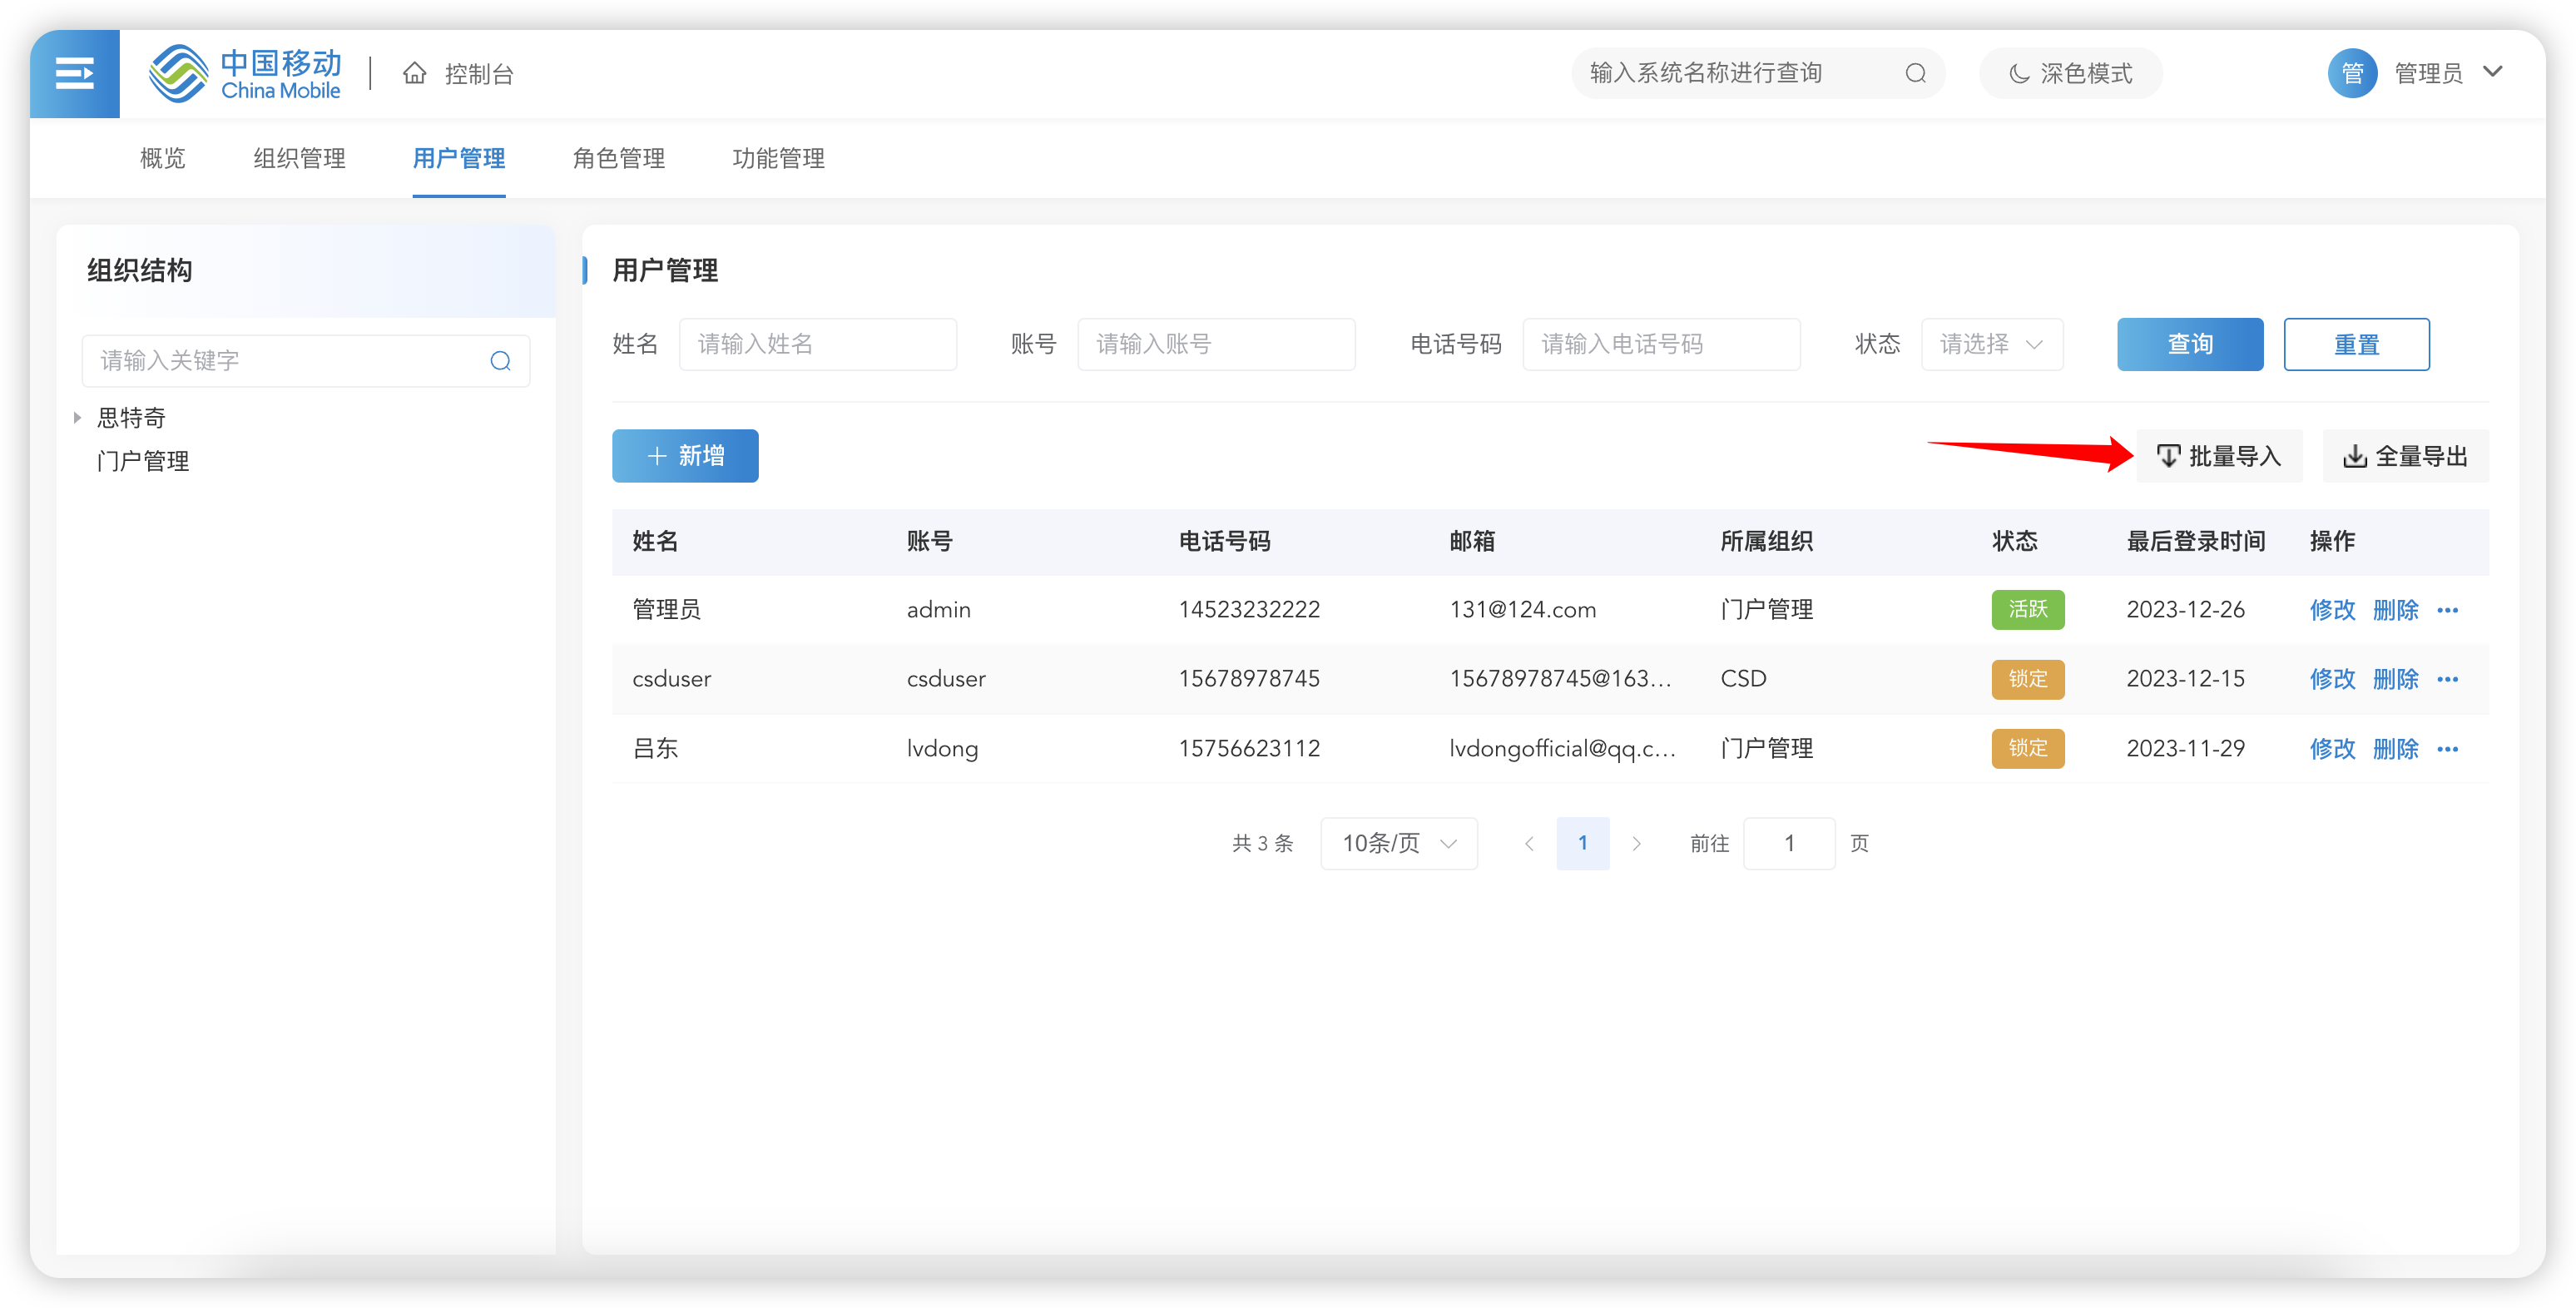 中国移动
China Mobile
控制台
输入系统名称进行查询
深色模式
管
管理员
概览
组织管理
用户管理
角色管理
功能管理
组织结构
请输入关键字
思特奇
门户管理
用户管理
姓名
请输入姓名
账号
请输入账号
电话号码
请输入电话号码
状态
请选择
查询
重置
新增
批量导入
全量导出
姓名 账号 电话号码 邮箱 所属组织 状态 最后登录时间 操作
管理员 admin 14523232222 131@124.com 门户管理 活跃 2023-12-26 修改 删除 •••
csduser csduser 15678978745 15678978745@163... CSD 锁定 2023-12-15 修改 删除 •••
吕东 lvdong 15756623112 lvdongofficial@qq.c... 门户管理 锁定 2023-11-29 修改 删除 •••
共 3 条 10条/页 1 前往 1 页